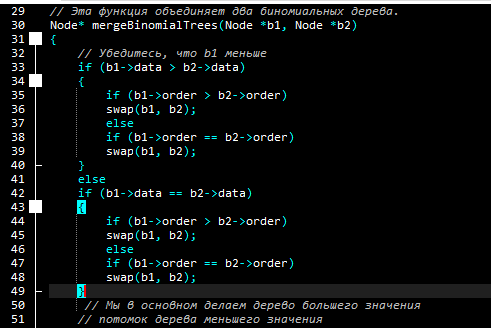 29 // Эта функция объединяет два биномиальных дерева.
30 Node* mergeBinomialTrees(Node *b1, Node *b2)
31 {
32 // Убедитесь, что b1 меньше
33 if (b1->data > b2->data)
34 {
35 if (b1->order > b2->order)
36 swap(b1, b2);
37 else
38 if (b1->order == b2->order)
39 swap(b1, b2);
40 }
41 else
42 if (b1->data == b2->data)
43 {
44 if (b1->order > b2->order)
45 swap(b1, b2);
46 else
47 if (b1->order == b2->order)
48 swap(b1, b2);
49 }
50 // Мы в основном делаем дерево большего значения
51 // потомок дерева меньшего значения